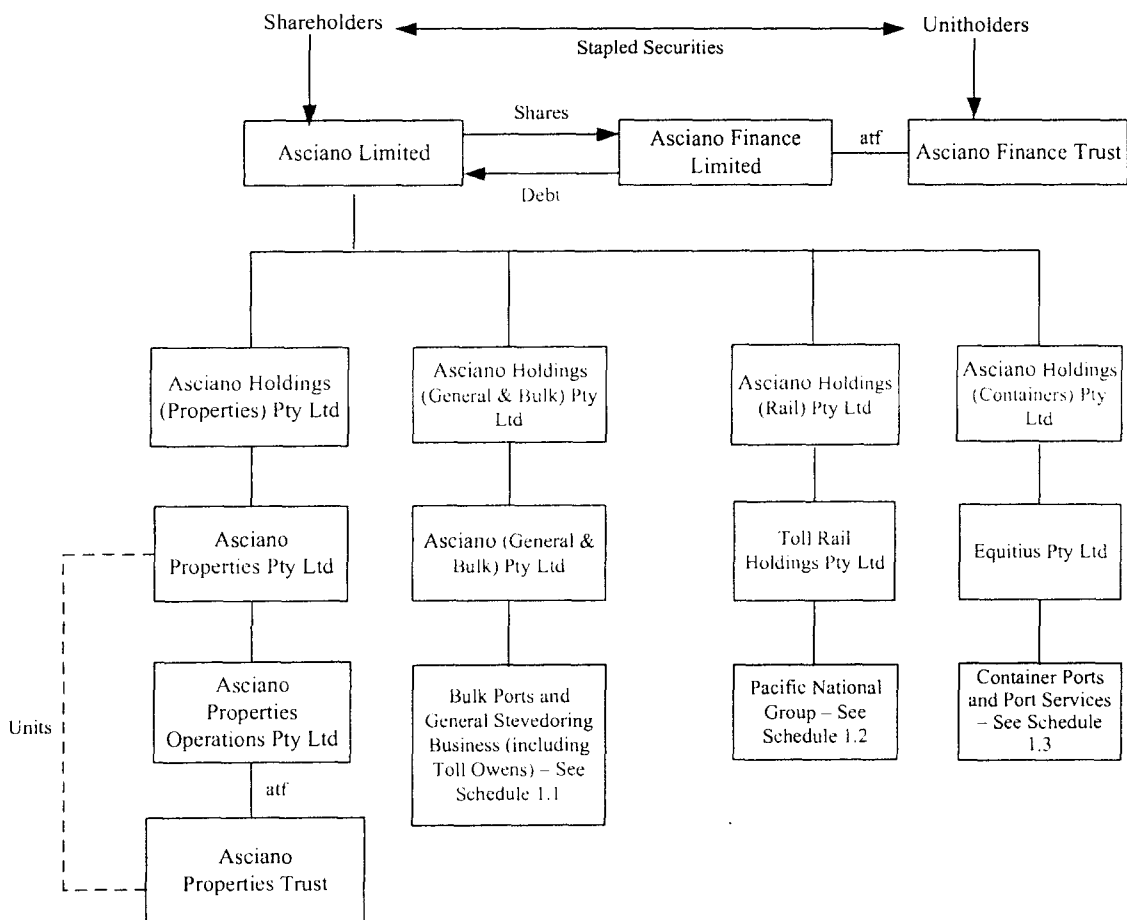 Shareholders
Unitholders
Stapled Securities
Shares
Asciano Limited
Asciano Finance
Limited
atf
Asciano Finance Trust
Debt
Asciano Holdings
(Properties) Pty Ltd
Asciano Holdings
(General & Bulk) Pty
Ltd
Asciano Holdings
(Rail) Pty Ltd
Asciano Holdings
(Containers) Pty
Ltd
Asciano
Properties Pty Ltd
Asciano (General &
Bulk) Pty Ltd
Toll Rail
Holdings Pty Ltd
Equitius Pty Ltd
Units
Asciano
Properties
Operations Pty Ltd
Bulk Ports and
General Stevedoring
Business (including
Toll Owens) – See
Schedule 1.1
Pacific National
Group – See
Schedule 1.2
Container Ports
and Port Services
– See Schedule
1.3
atf
Asciano
Properties Trust